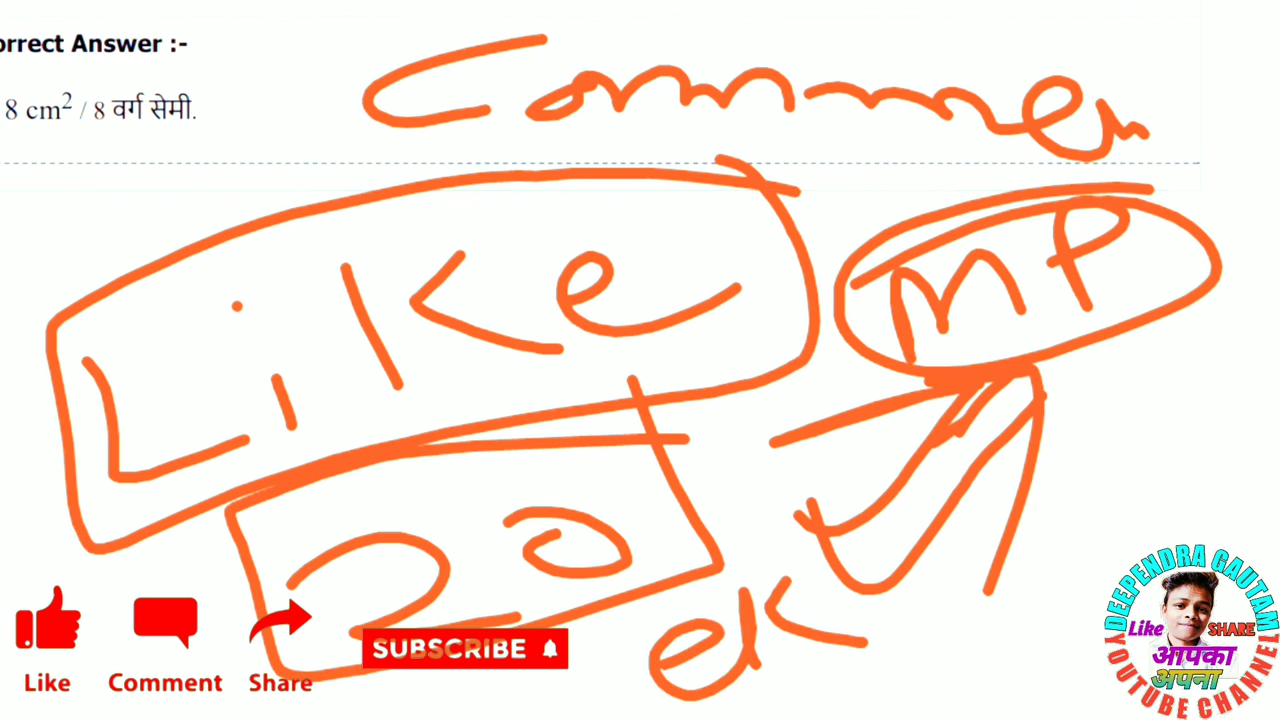 orrect Answer :-
8 cm² / 8 वर्ग सेमी.
Commen
Like
MP
20
ek
SUBSCRIBE
Like Comment Share
DEEPENDRA GAUTAM
Like SHARE
आपका
अपना
YOUTUBE CHANNEL